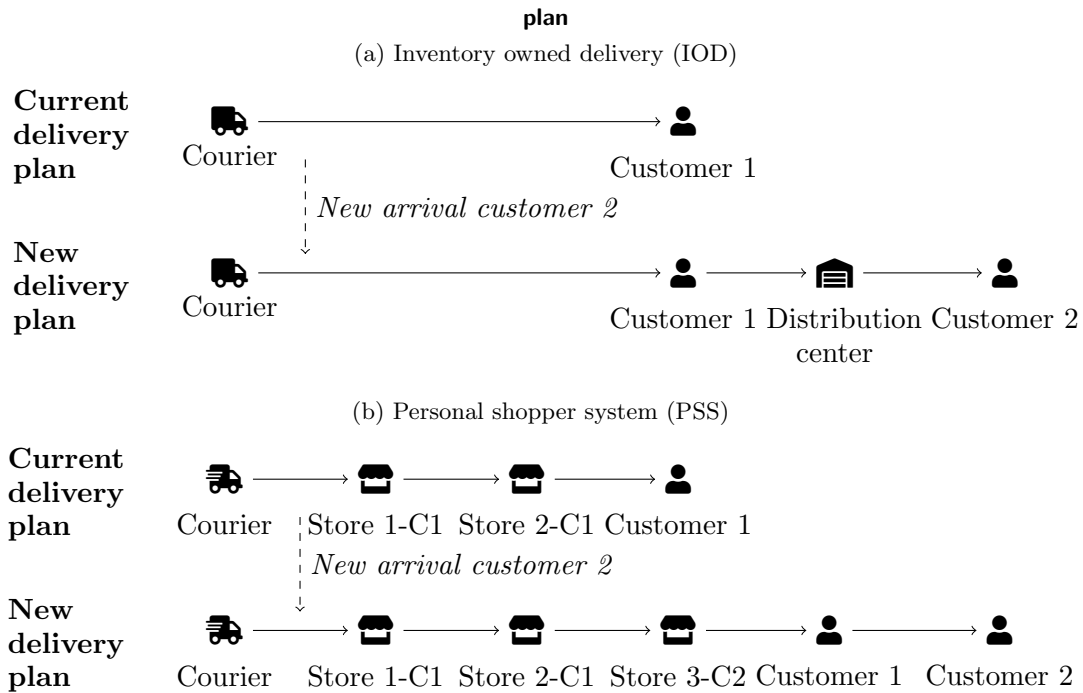 plan
(a) Inventory owned delivery (IOD)
Current
delivery
plan
Courier
Customer 1
New arrival customer 2
New
delivery
plan
Courier
Customer 1
Distribution
center
Customer 2
(b) Personal shopper system (PSS)
Current
delivery
plan
Courier
Store 1-C1
Store 2-C1
Customer 1
New arrival customer 2
New
delivery
plan
Courier
Store 1-C1
Store 2-C1
Store 3-C2
Customer 1
Customer 2